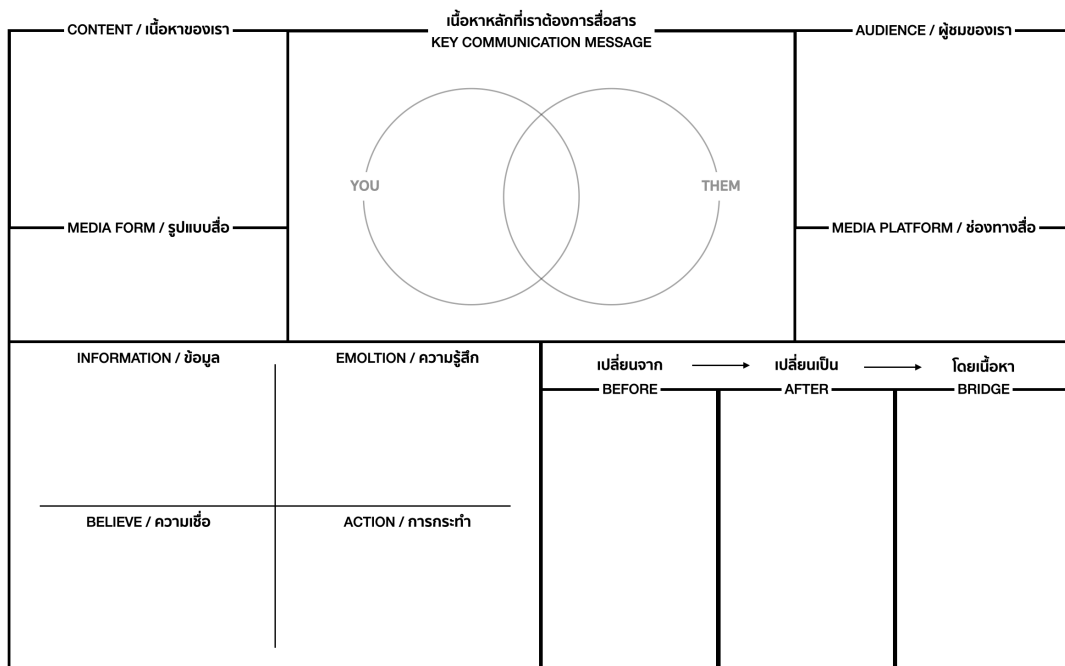 เนื้อหาหลักที่เราต้องการสื่อสาร
KEY COMMUNICATION MESSAGE
CONTENT / เนื้อหาของเรา
AUDIENCE / ผู้ชมของเรา
YOU
THEM
MEDIA FORM / รูปแบบสื่อ
MEDIA PLATFORM / ช่องทางสื่อ
INFORMATION / ข้อมูล
EMOLTION / ความรู้สึก
BELIEVE / ความเชื่อ
ACTION / การกระทำ
เปลี่ยนจาก
เปลี่ยนเป็น
โดยเนื้อหา
BEFORE
AFTER
BRIDGE